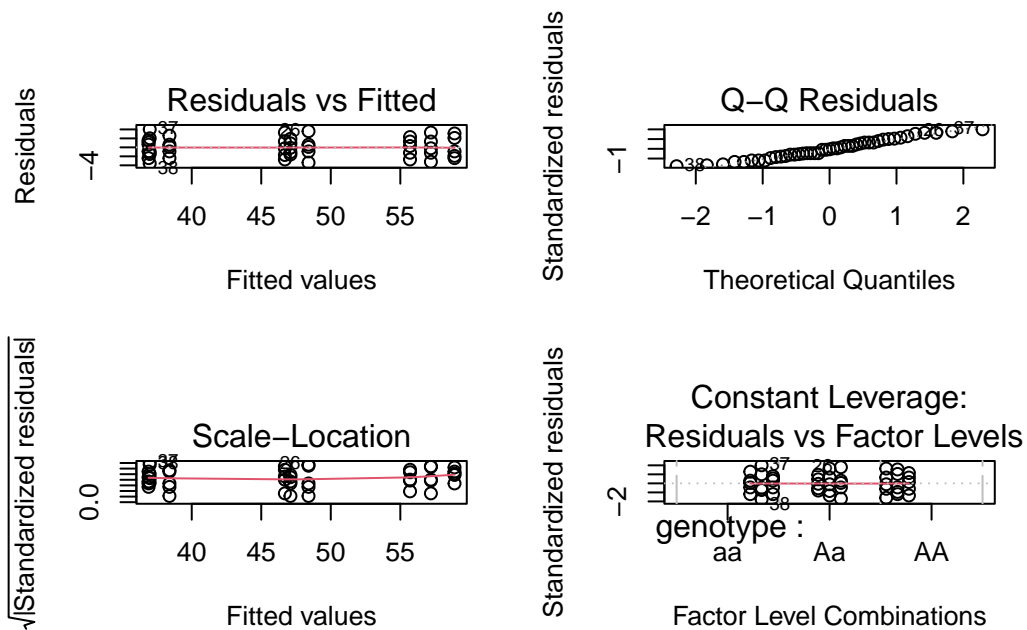 Residuals vs Fitted
Residuals
−4
37
26
38
40 45 50 55
Fitted values
Q−Q Residuals
Standardized residuals
−1
38
37
−2 −1 0 1 2
Theoretical Quantiles
Scale−Location
√|Standardized residuals|
0.0
37
40 45 50 55
Fitted values
Constant Leverage:
Residuals vs Factor Levels
Standardized residuals
−2
37
38
genotype :
aa Aa AA
Factor Level Combinations